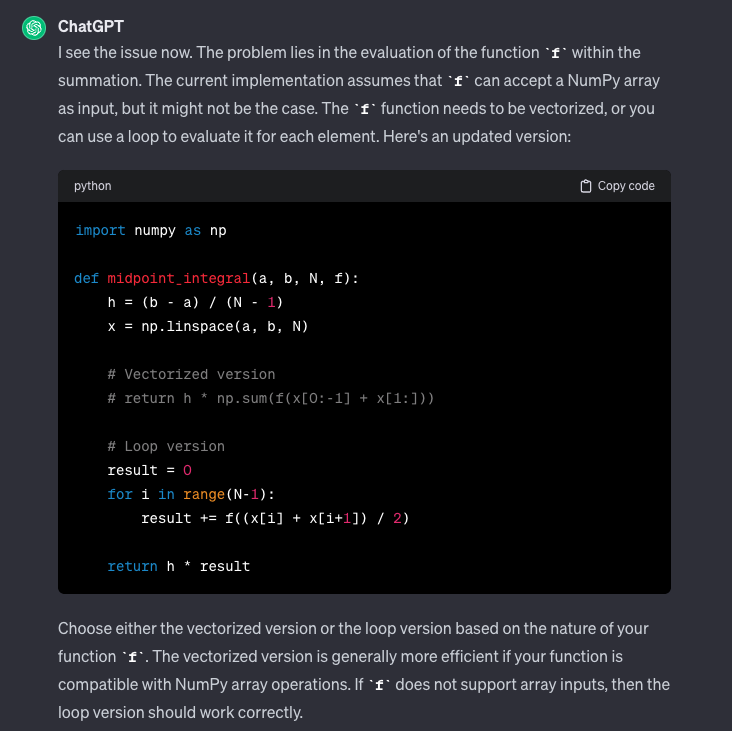 ChatGPT
I see the issue now. The problem lies in the evaluation of the function `f` within the
summation. The current implementation assumes that `f` can accept a NumPy array
as input, but it might not be the case. The `f` function needs to be vectorized, or you
can use a loop to evaluate it for each element. Here's an updated version:
python
Copy code
import numpy as np
def midpoint_integral(a, b, N, f):
    h = (b - a) / (N - 1)
    x = np.linspace(a, b, N)
    # Vectorized version
    # return h * np.sum(f(x[0:-1] + x[1:]))
    # Loop version
    result = 0
    for i in range(N-1):
        result += f((x[i] + x[i+1]) / 2)
    return h * result
Choose either the vectorized version or the loop version based on the nature of your
function `f`. The vectorized version is generally more efficient if your function is
compatible with NumPy array operations. If `f` does not support array inputs, then the
loop version should work correctly.